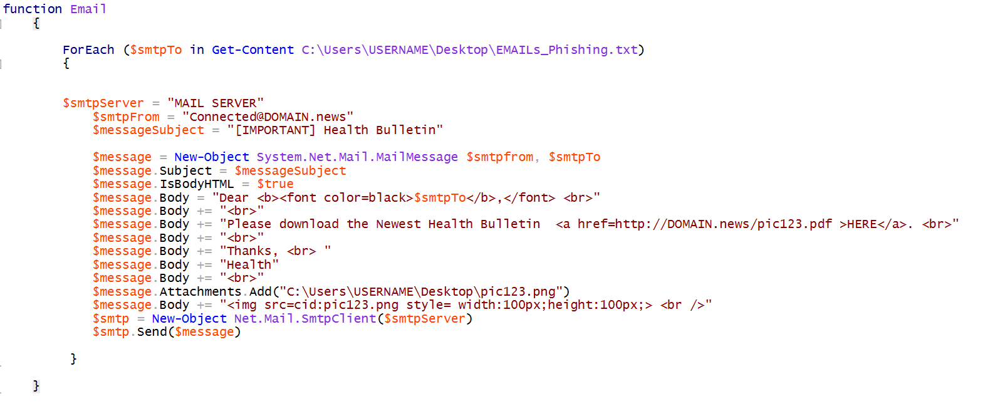 function Email
{
ForEach ($smtpTo in Get-Content C:\Users\USERNAME\Desktop\EMAILs_Phishing.txt)
{
$smtpServer = "MAIL SERVER"
$smtpFrom = "Connected@DOMAIN.news"
$messageSubject = "[IMPORTANT] Health Bulletin"
$message = New-Object System.Net.Mail.MailMessage $smtpfrom, $smtpTo
$message.Subject = $messageSubject
$message.IsBodyHTML = $true
$message.Body = "Dear <b><font color=black>$smtpTo</b>,</font> <br>"
$message.Body += "<br>"
$message.Body += "Please download the Newest Health Bulletin  <a href=http://DOMAIN.news/pic123.pdf >HERE</a>. <br>"
$message.Body += "<br>"
$message.Body += "Thanks, <br> "
$message.Body += "Health"
$message.Body += "<br>"
$message.Attachments.Add("C:\Users\USERNAME\Desktop\pic123.png")
$message.Body += "<img src=cid:pic123.png style= width:100px;height:100px;> <br />"
$smtp = New-Object Net.Mail.SmtpClient($smtpServer)
$smtp.Send($message)
}
}